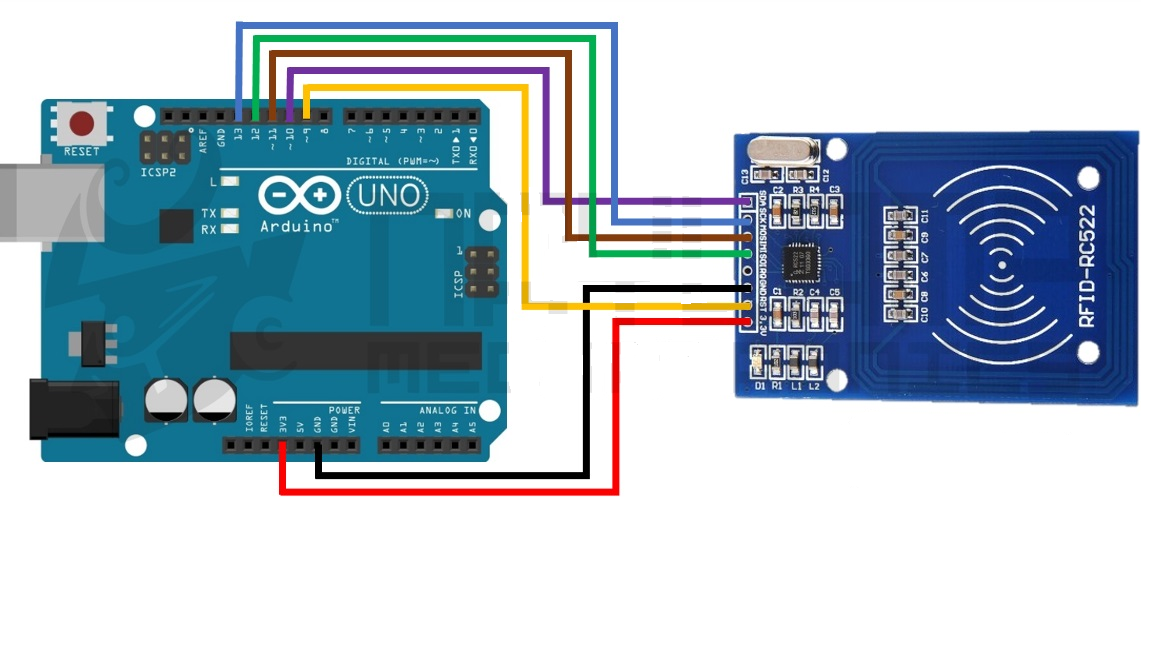 RESET
ICSP2
AREF
GND
13
12
~11
~10
~9
8
7
~6
~5
4
~3
2
TX0▶1
RX0◀0
DIGITAL (PWM=~)
L
TX
RX
UNO
Arduino™
ON
ICSP
1
IOREF
RESET
3V3
5V
GND
GND
VIN
POWER
ANALOG IN
A0
A1
A2
A3
A4
A5
C13
C12
C2
R3
R4
C3
SDA
SCK
MOSI
MISO
GND
RST
3.3V
C1
R2
C4
C5
D1
R1
L1
L2
C11
C9
C7
C6
C8
C10
RFID-RC522